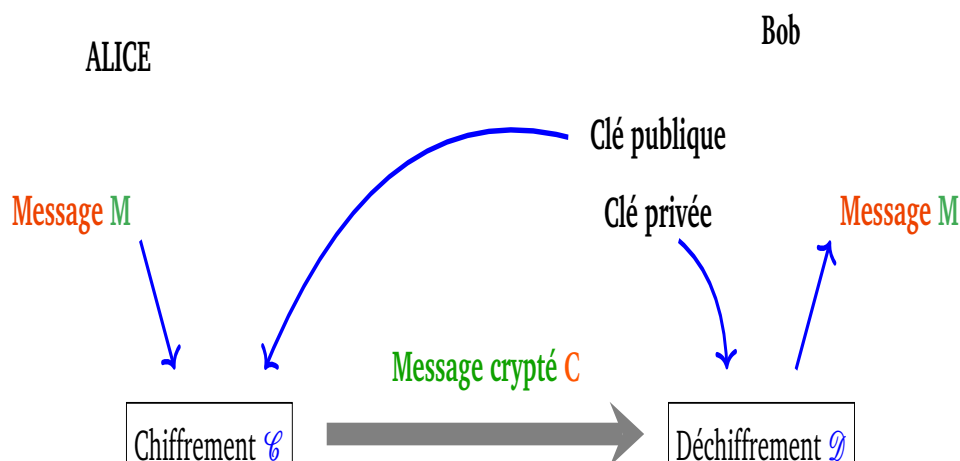 ALICE
Bob
Clé publique
Message M
Clé privée
Message M
Message crypté C
Chiffrement 𝒞
Déchiffrement 𝒟